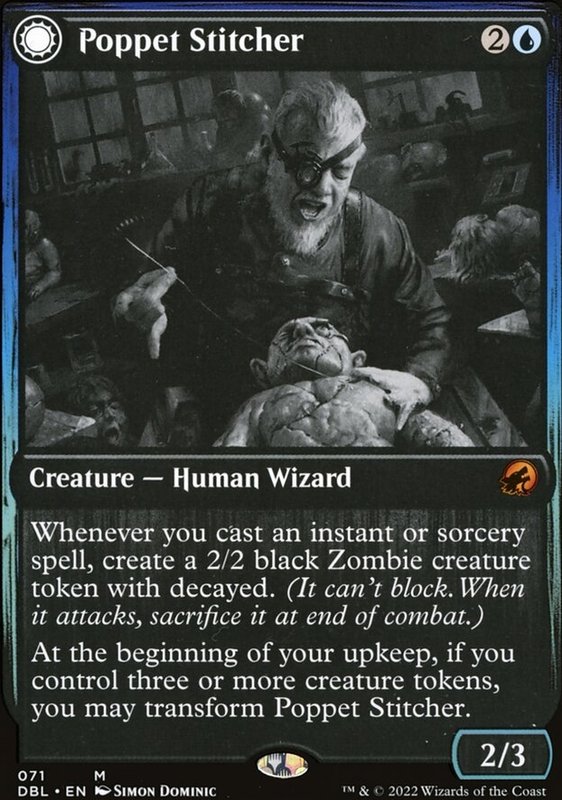 Poppet Stitcher 2
Creature — Human Wizard
Whenever you cast an instant or sorcery
spell, create a 2/2 black Zombie creature
token with decayed. (It can't block. When
it attacks, sacrifice it at end of combat.)
At the beginning of your upkeep, if you
control three or more creature tokens,
you may transform Poppet Stitcher.
2/3
071 M
DBL • EN SIMON DOMINIC
™ & © 2022 Wizards of the Coast